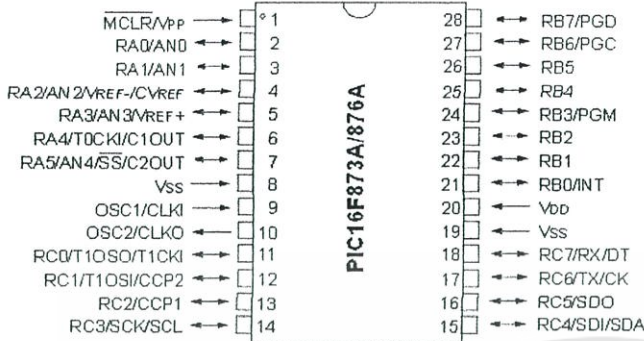 MCLR/VPP 1 28 RB7/PGD
RA0/AN0 2 27 RB6/PGC
RA1/AN1 3 26 RB5
RA2/AN2/VREF-/CVREF 4 25 RB4
RA3/AN3/VREF+ 5 24 RB3/PGM
RA4/T0CKI/C1OUT 6 23 RB2
RA5/AN4/SS/C2OUT 7 22 RB1
VSS 8 21 RB0/INT
OSC1/CLKI 9 20 VDD
OSC2/CLKO 10 19 VSS
RC0/T1OSO/T1CKI 11 18 RC7/RX/DT
RC1/T1OSI/CCP2 12 17 RC6/TX/CK
RC2/CCP1 13 16 RC5/SDO
RC3/SCK/SCL 14 15 RC4/SDI/SDA
PIC16F873A/876A